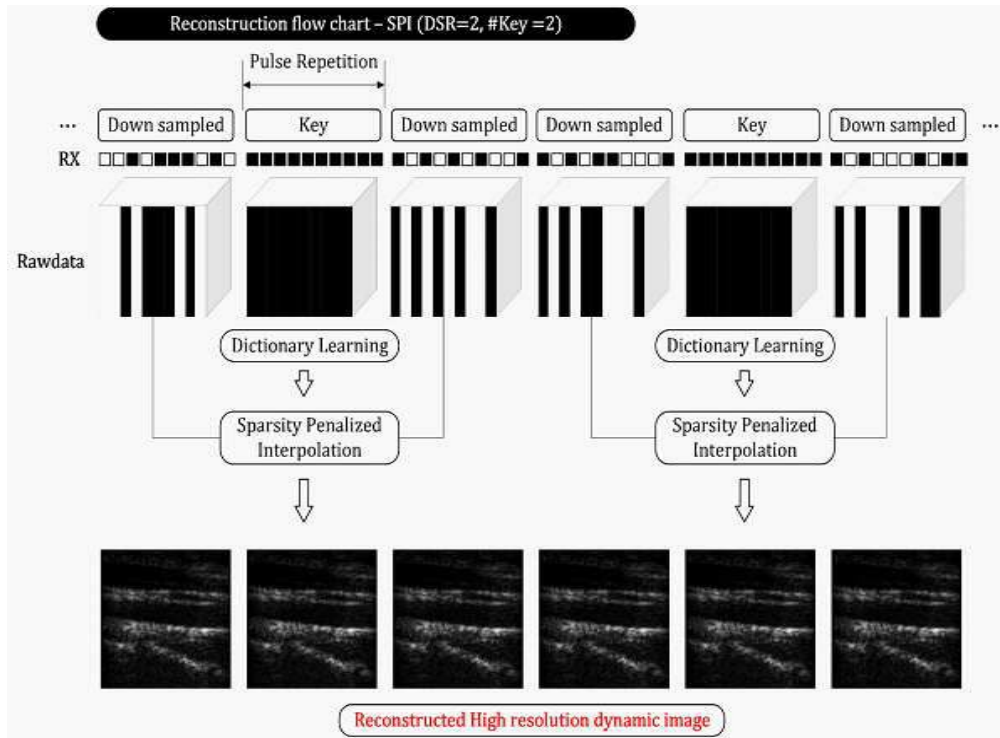 Reconstruction flow chart – SPI (DSR=2, #Key =2)
Pulse Repetition
... Down sampled Key Down sampled Down sampled Key Down sampled ...
RX
Rawdata
Dictionary Learning Dictionary Learning
Sparsity Penalized Sparsity Penalized
Interpolation Interpolation
Reconstructed High resolution dynamic image